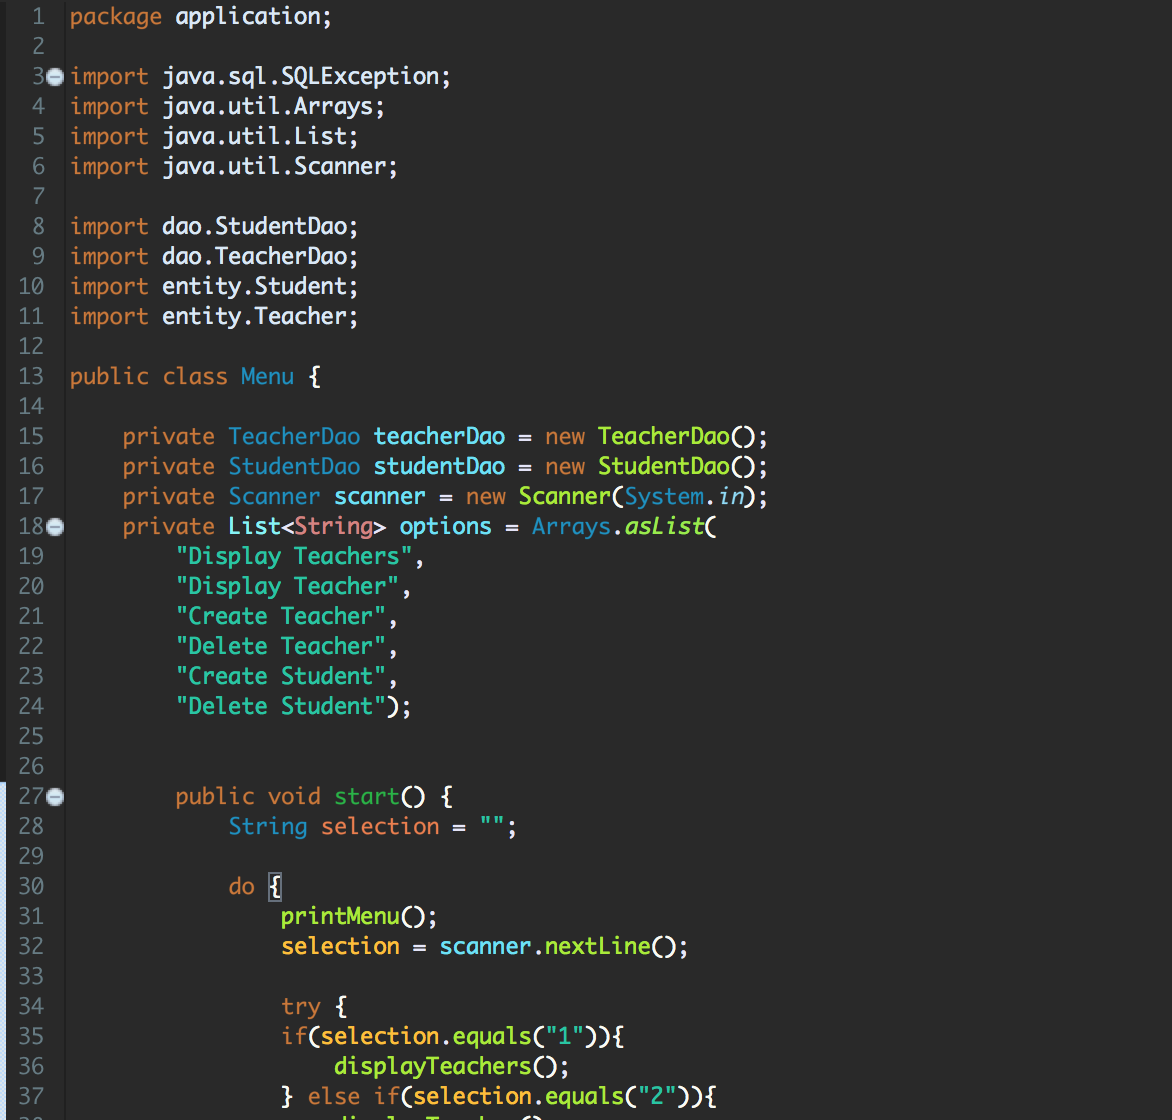 1 package application;
2
3 import java.sql.SQLException;
4 import java.util.Arrays;
5 import java.util.List;
6 import java.util.Scanner;
7
8 import dao.StudentDao;
9 import dao.TeacherDao;
10 import entity.Student;
11 import entity.Teacher;
12
13 public class Menu {
14
15     private TeacherDao teacherDao = new TeacherDao();
16     private StudentDao studentDao = new StudentDao();
17     private Scanner scanner = new Scanner(System.in);
18     private List<String> options = Arrays.asList(
19         "Display Teachers",
20         "Display Teacher",
21         "Create Teacher",
22         "Delete Teacher",
23         "Create Student",
24         "Delete Student");
25
26
27         public void start() {
28             String selection = "";
29
30             do {
31                 printMenu();
32                 selection = scanner.nextLine();
33
34                 try {
35                 if(selection.equals("1")){
36                     displayTeachers();
37                 } else if(selection.equals("2")){